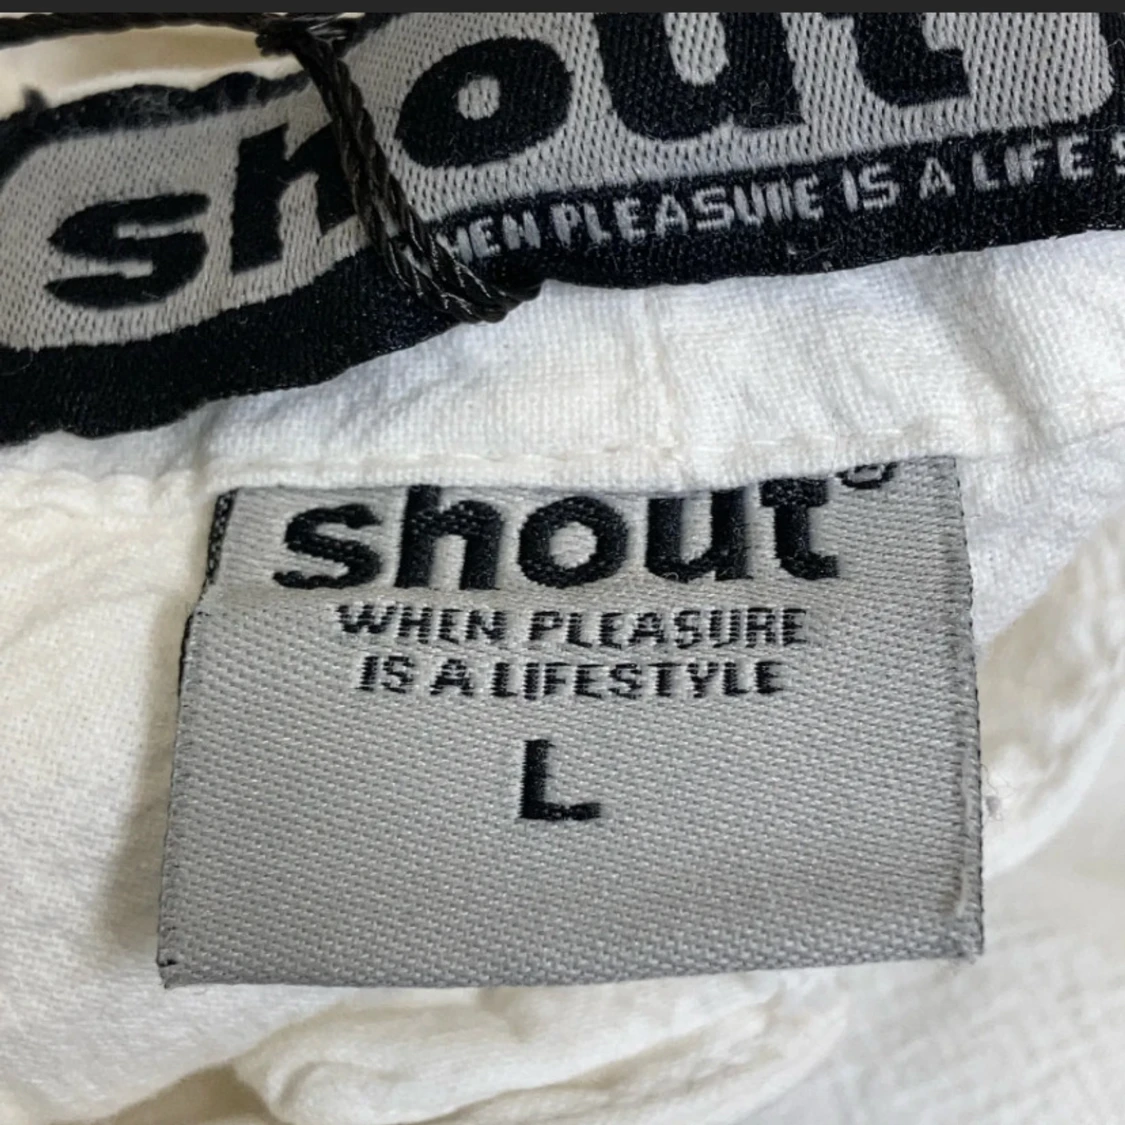 shout
WHEN PLEASURE IS A LIFE S
shout®
WHEN PLEASURE
IS A LIFESTYLE
L